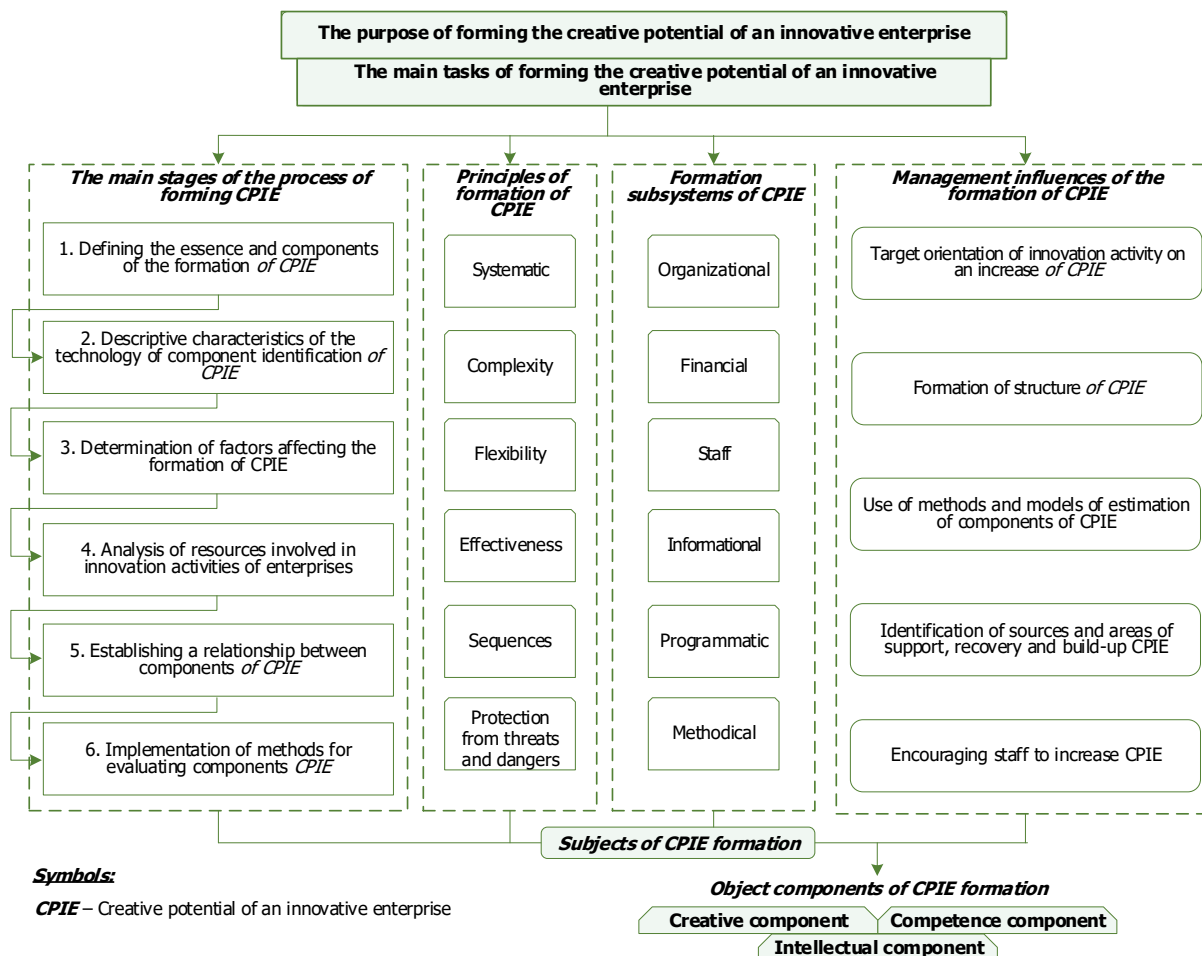 The purpose of forming the creative potential of an innovative enterprise
The main tasks of forming the creative potential of an innovative
enterprise
The main stages of the process of
forming CPIE
1. Defining the essence and components
of the formation of CPIE
2. Descriptive characteristics of the
technology of component identification of
CPIE
3. Determination of factors affecting the
formation of CPIE
4. Analysis of resources involved in
innovation activities of enterprises
5. Establishing a relationship between
components of CPIE
6. Implementation of methods for
evaluating components CPIE
Principles of
formation of
CPIE
Systematic
Complexity
Flexibility
Effectiveness
Sequences
Protection
from threats
and dangers
Formation
subsystems of CPIE
Organizational
Financial
Staff
Informational
Programmatic
Methodical
Management influences of the
formation of CPIE
Target orientation of innovation activity on
an increase of CPIE
Formation of structure of CPIE
Use of methods and models of estimation
of components of CPIE
Identification of sources and areas of
support, recovery and build-up CPIE
Encouraging staff to increase CPIE
Subjects of CPIE formation
Symbols:
CPIE – Creative potential of an innovative enterprise
Object components of CPIE formation
Creative component
Competence component
Intellectual component